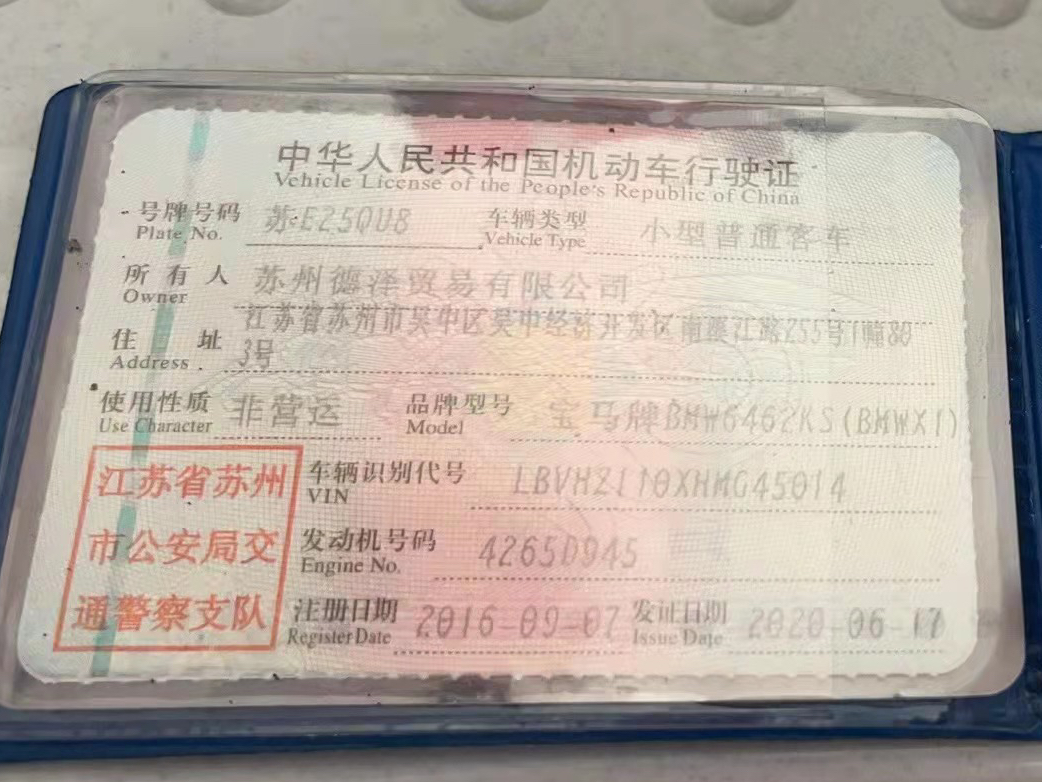 中华人民共和国机动车行驶证
Vehicle License of the People's Republic of China
号牌号码 苏·E25QU8 车辆类型 小型普通客车
Plate No. Vehicle Type
所有人 苏州德泽贸易有限公司
Owner
江苏省苏州市吴中区吴中经济开发区南溪江路255号1幢80
住址 3号
Address
使用性质 非营运 品牌型号 宝马牌BMW6462KS(BMWX1)
Use Character Model
江苏省苏州 车辆识别代号 LBVHZ110XHMG45014
VIN
市公安局交 发动机号码 4265D945
Engine No.
通警察支队 注册日期 2016-09-07 发证日期 2020-06-17
Register Date Issue Date